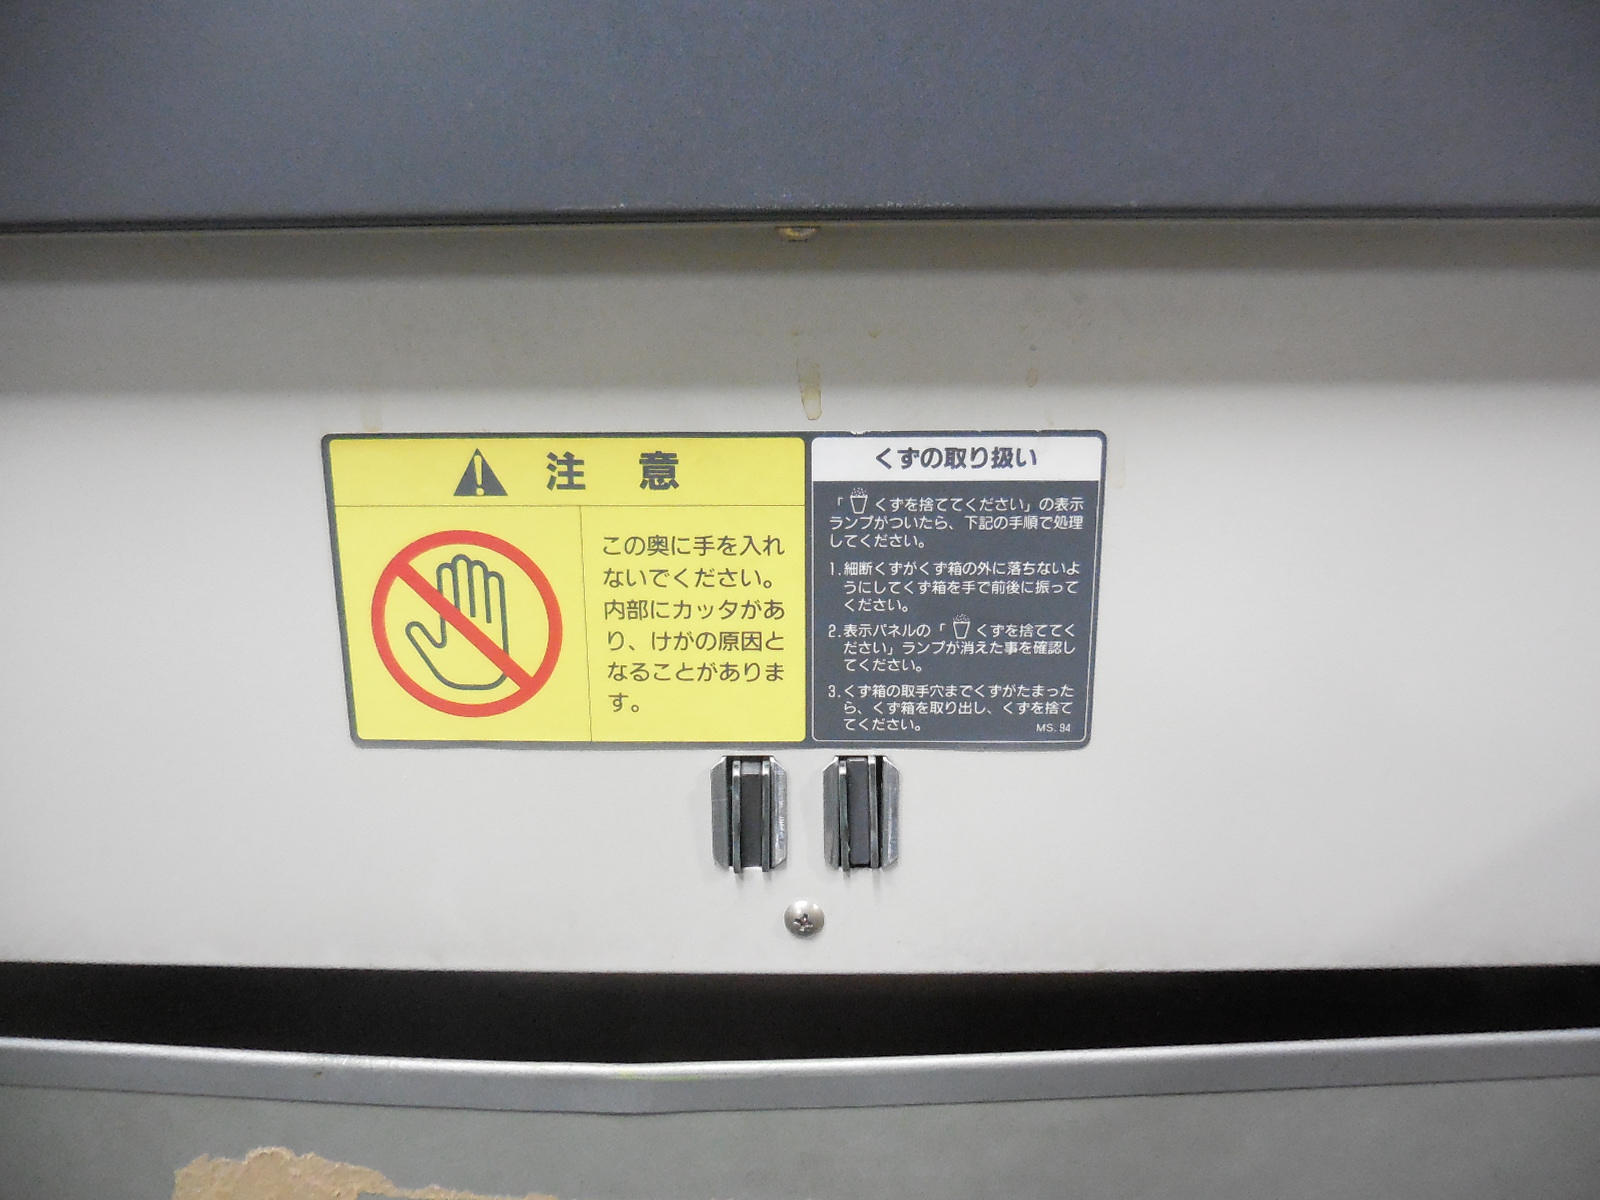 注 意
この奥に手を入れ
ないでください。
内部にカッタがあ
り、けがの原因と
なることがありま
す。
くずの取り扱い
「くずを捨ててください」の表示
ランプがついたら、下記の手順で処理
してください。
1.細断くずがくず箱の外に落ちないよ
うにしてくず箱を手で前後に振って
ください。
2.表示パネルの「くずを捨ててく
ださい」ランプが消えた事を確認し
てください。
3.くず箱の取手穴までくずがたまった
ら、くず箱を取り出し、くずを捨て
てください。
MS.94